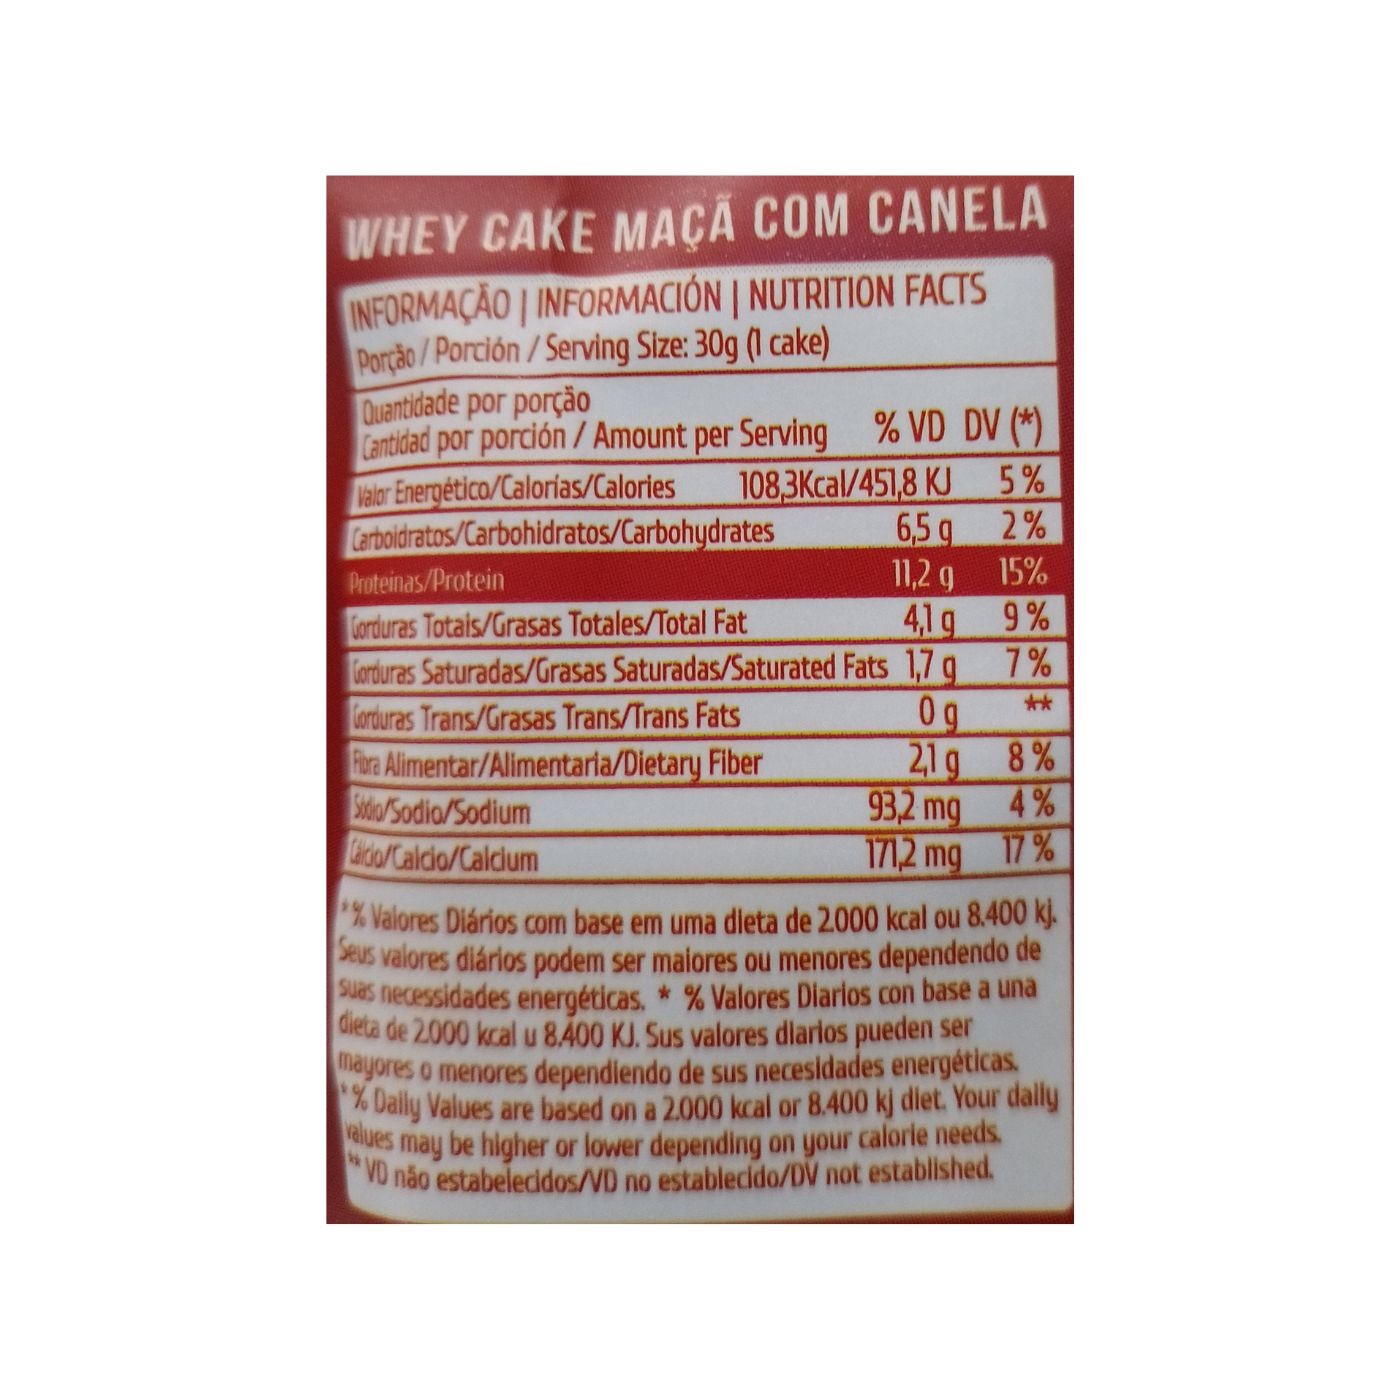 WHEY CAKE MAÇÃ COM CANELA
INFORMAÇÃO | INFORMACIÓN | NUTRITION FACTS
Porção / Porción / Serving Size: 30g (1 cake)
Quantidade por porção
Cantidad por porción / Amount per Serving % VD DV (*)
Valor Energético/Calorías/Calories 108,3Kcal/451,8 KJ 5 %
Carboidratos/Carbohidratos/Carbohydrates 6,5 g 2 %
Proteínas/Protein 11,2 g 15%
Gorduras Totais/Grasas Totales/Total Fat 4,1 g 9 %
Gorduras Saturadas/Grasas Saturadas/Saturated Fats 1,7 g 7 %
Gorduras Trans/Grasas Trans/Trans Fats 0 g **
Fibra Alimentar/Alimentaria/Dietary Fiber 2,1 g 8 %
Sódio/Sodio/Sodium 93,2 mg 4 %
Cálcio/Calcio/Calcium 171,2 mg 17 %
*% Valores Diários com base em uma dieta de 2.000 kcal ou 8.400 kj.
Seus valores diários podem ser maiores ou menores dependendo de
suas necessidades energéticas. * % Valores Diarios con base a una
dieta de 2.000 kcal u 8.400 KJ. Sus valores diarios pueden ser
mayores o menores dependiendo de sus necesidades energéticas.
*% Daily Values are based on a 2.000 kcal or 8.400 kj diet. Your daily
values may be higher or lower depending on your calorie needs.
** VD não estabelecidos/VD no establecido/DV not established.